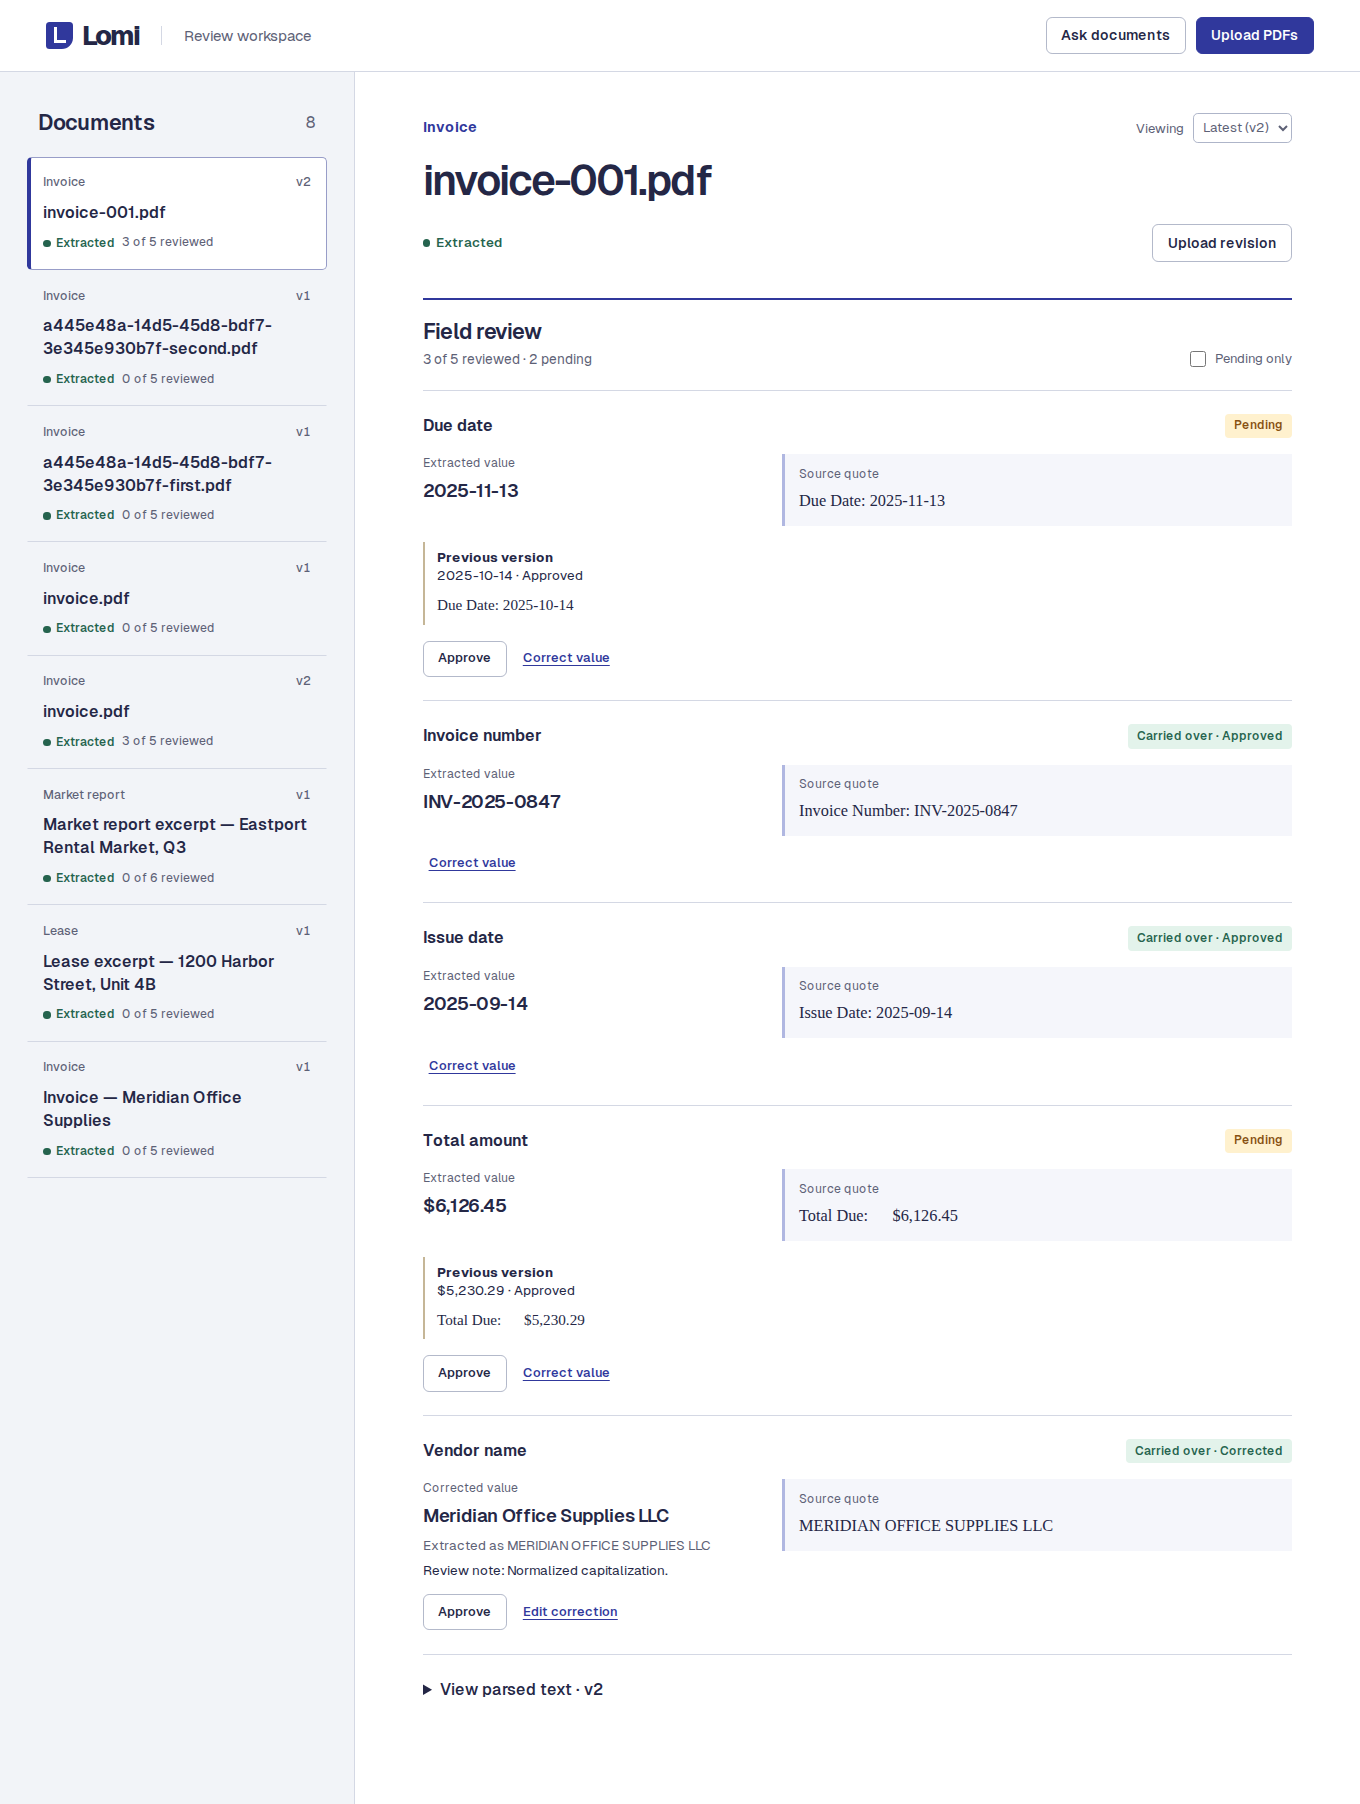 Lomi
Review workspace
Ask documents
Upload PDFs
Documents
8
Invoice
v2
invoice-001.pdf
Extracted 3 of 5 reviewed
Invoice
v1
a445e48a-14d5-45d8-bdf7-
3e345e930b7f-second.pdf
Extracted 0 of 5 reviewed
Invoice
v1
a445e48a-14d5-45d8-bdf7-
3e345e930b7f-first.pdf
Extracted 0 of 5 reviewed
Invoice
v1
invoice.pdf
Extracted 0 of 5 reviewed
Invoice
v2
invoice.pdf
Extracted 3 of 5 reviewed
Market report
v1
Market report excerpt — Eastport
Rental Market, Q3
Extracted 0 of 6 reviewed
Lease
v1
Lease excerpt — 1200 Harbor
Street, Unit 4B
Extracted 0 of 5 reviewed
Invoice
v1
Invoice — Meridian Office
Supplies
Extracted 0 of 5 reviewed
Invoice
Viewing
Latest (v2)
invoice-001.pdf
Extracted
Upload revision
Field review
3 of 5 reviewed · 2 pending
Pending only
Due date
Pending
Extracted value
2025-11-13
Source quote
Due Date: 2025-11-13
Previous version
2025-10-14 · Approved
Due Date: 2025-10-14
Approve
Correct value
Invoice number
Carried over · Approved
Extracted value
INV-2025-0847
Source quote
Invoice Number: INV-2025-0847
Correct value
Issue date
Carried over · Approved
Extracted value
2025-09-14
Source quote
Issue Date: 2025-09-14
Correct value
Total amount
Pending
Extracted value
$6,126.45
Source quote
Total Due: $6,126.45
Previous version
$5,230.29 · Approved
Total Due: $5,230.29
Approve
Correct value
Vendor name
Carried over · Corrected
Corrected value
Meridian Office Supplies LLC
Extracted as MERIDIAN OFFICE SUPPLIES LLC
Review note: Normalized capitalization.
Source quote
MERIDIAN OFFICE SUPPLIES LLC
Approve
Edit correction
View parsed text · v2